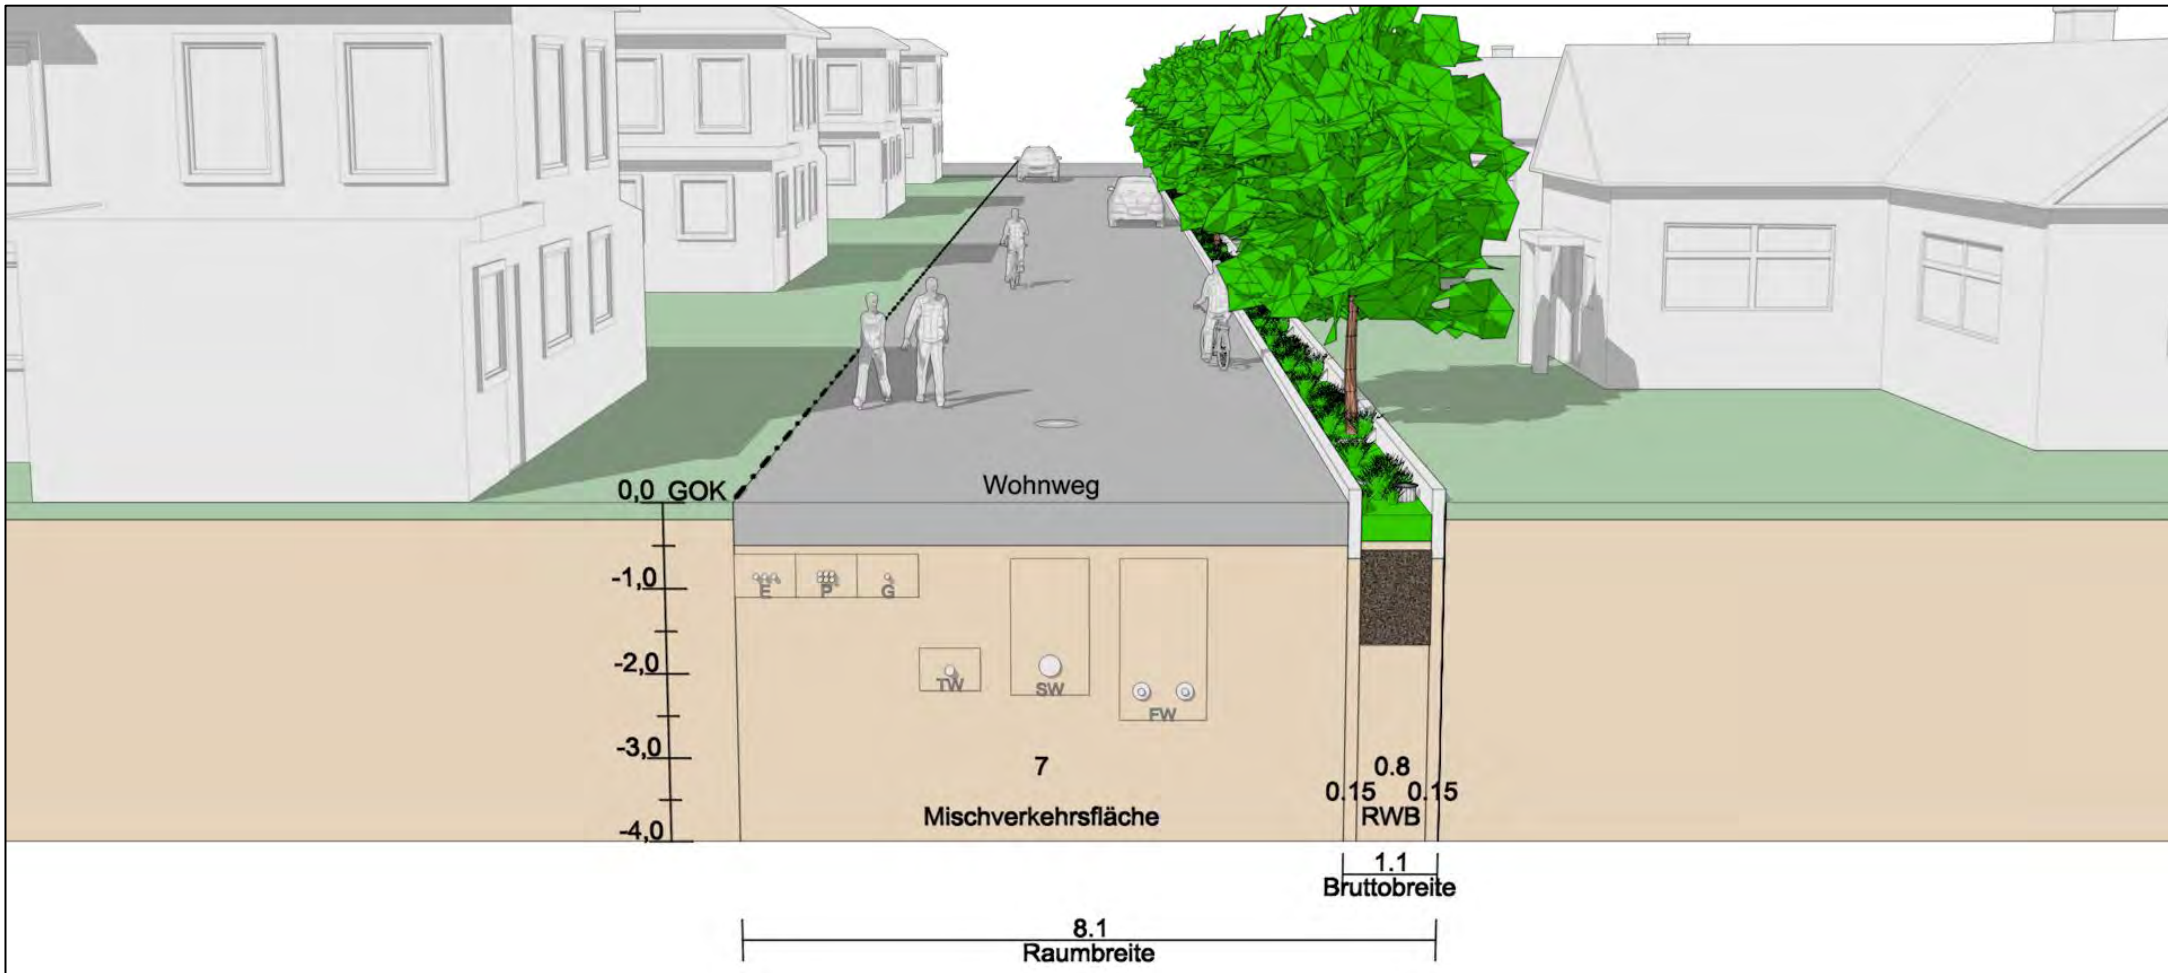 Wohnweg
0,0 GOK
-1,0
E P G
-2,0
TW SW FW
-3,0
7
0.8
0.15 0.15
Mischverkehrsfläche
RWB
-4,0
1.1
Bruttobreite
8.1
Raumbreite